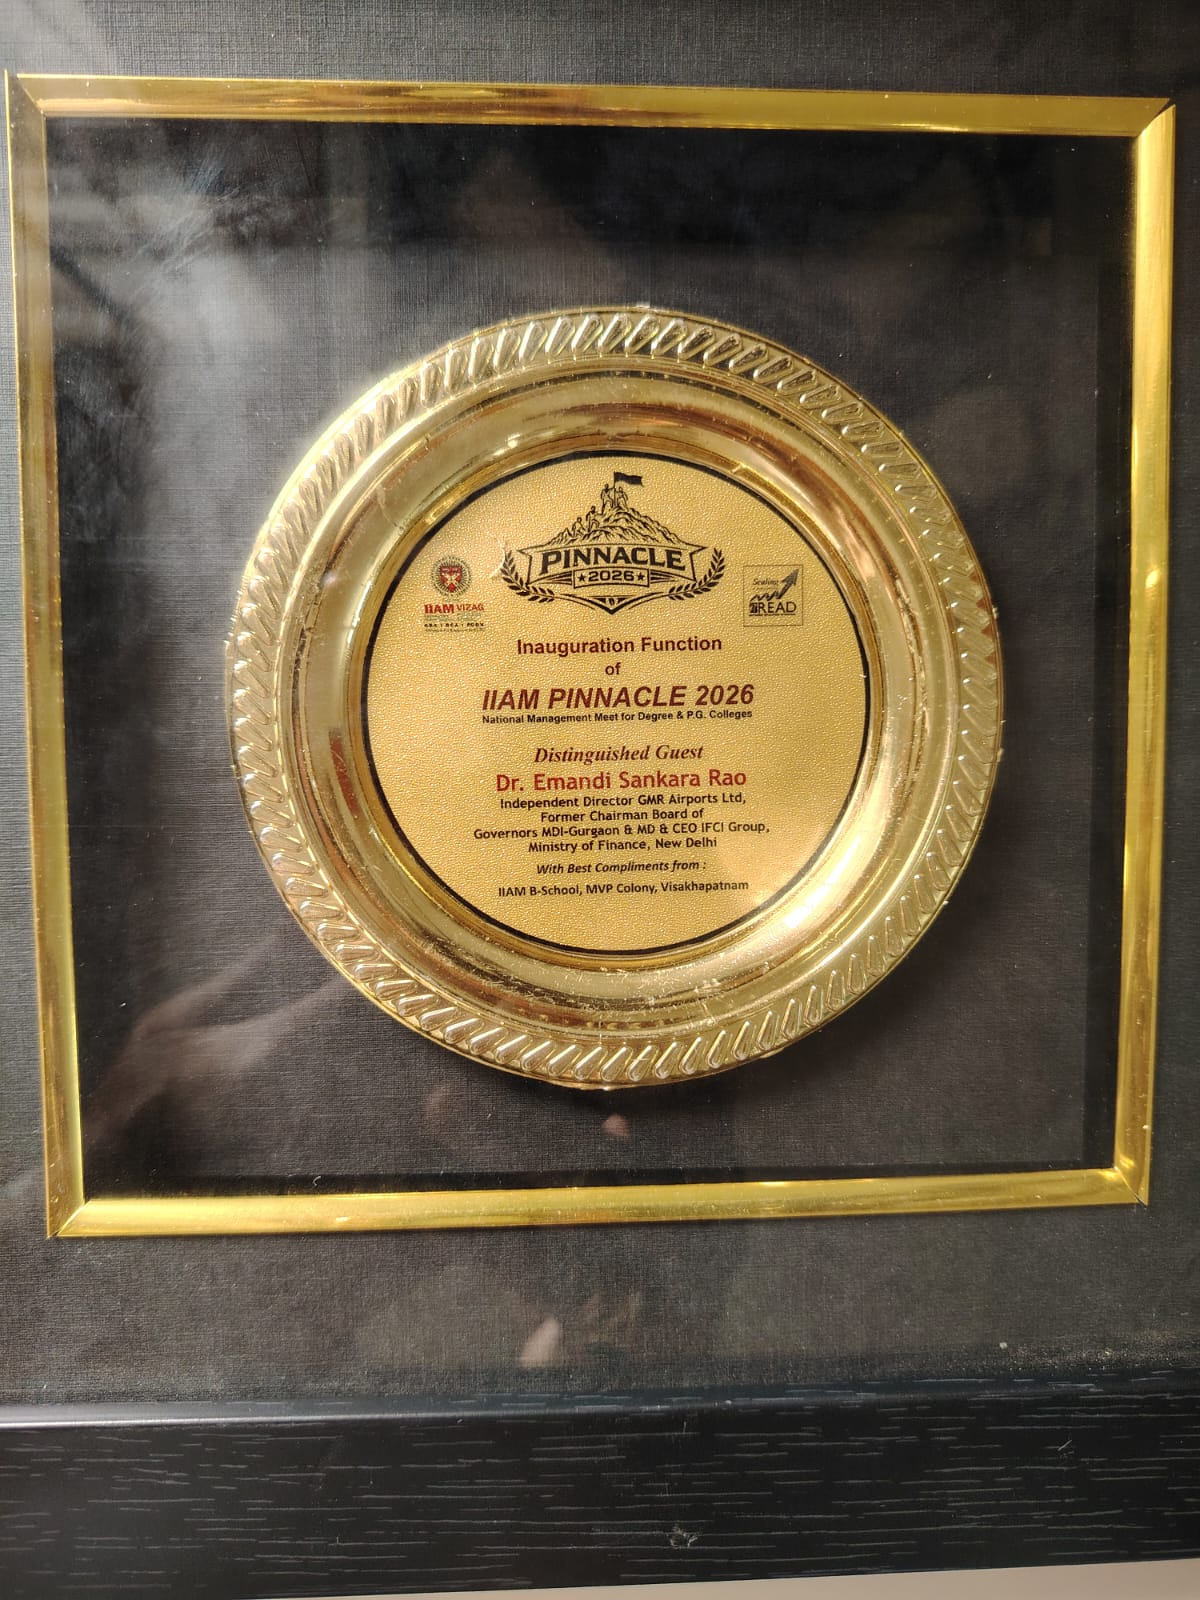 PINNACLE
2026
IIAM VIZAG
Scaling
TREAD
Inauguration Function
of
IIAM PINNACLE 2026
National Management Meet for Degree & P.G. Colleges
Distinguished Guest
Dr. Emandi Sankara Rao
Independent Director GMR Airports Ltd,
Former Chairman Board of
Governors MDI-Gurgaon & MD & CEO IFCI Group,
Ministry of Finance, New Delhi
With Best Compliments from :
IIAM B-School, MVP Colony, Visakhapatnam